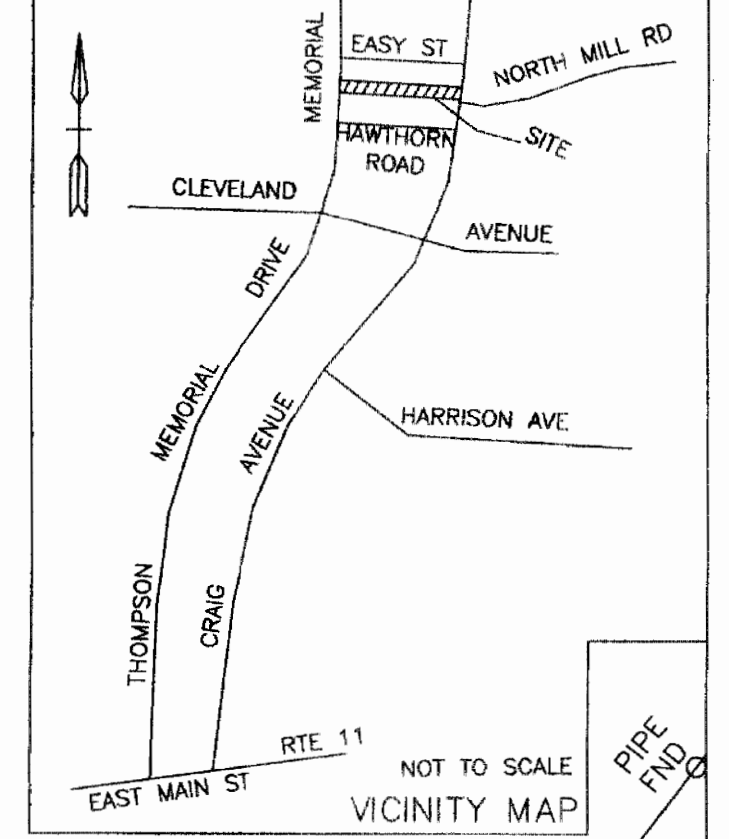 MEMORIAL
EASY ST
NORTH MILL RD
HAWTHORN
ROAD
SITE
CLEVELAND
AVENUE
DRIVE
MEMORIAL
AVENUE
HARRISON AVE
THOMPSON
CRAIG
RTE 11
EAST MAIN ST
NOT TO SCALE
VICINITY MAP
PIPE
FND